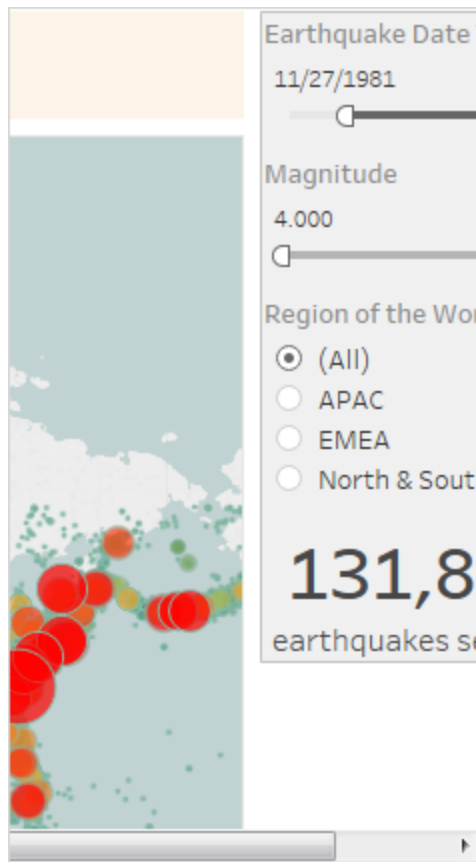 Earthquake Date
11/27/1981
Magnitude
4.000
Region of the Wor
(All)
APAC
EMEA
North & Sout
131,8
earthquakes se